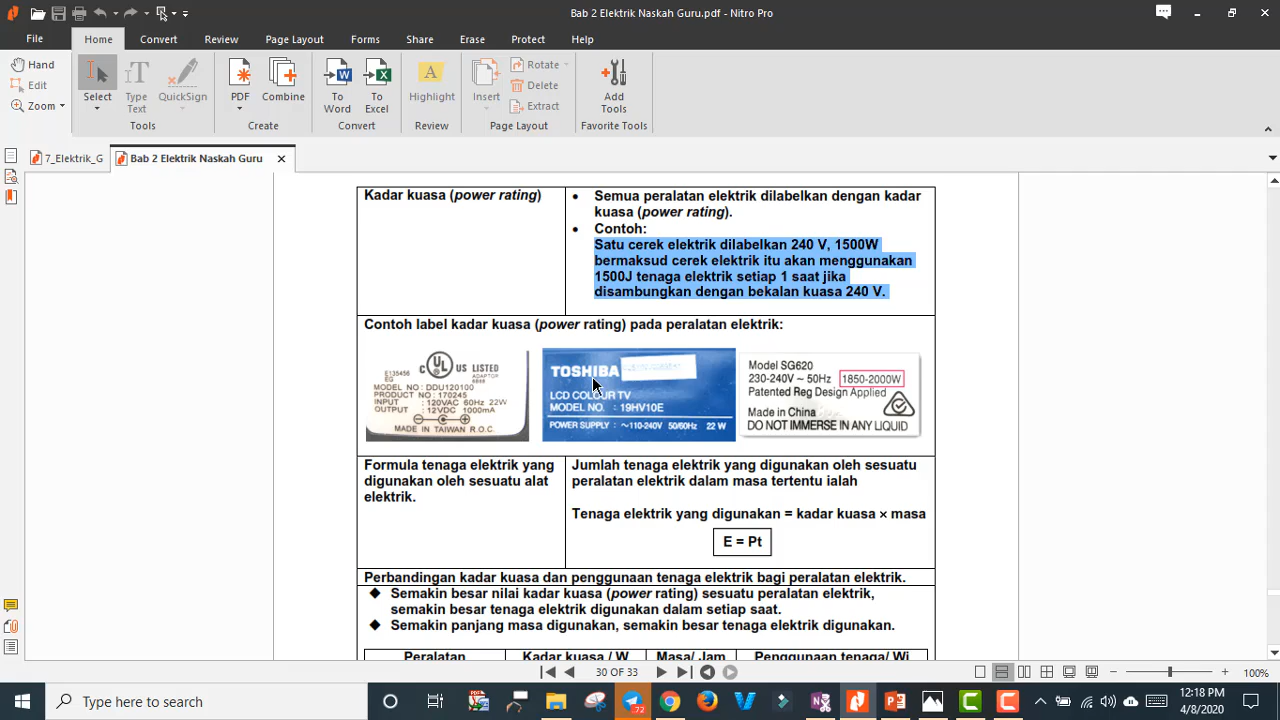 Bab 2 Elektrik Naskah Guru.pdf - Nitro Pro
File
Home
Convert
Review
Page Layout
Forms
Share
Erase
Protect
Help
Hand
Edit
Zoom
Select
Type Text
QuickSign
Tools
PDF
Combine
Create
To Word
To Excel
Convert
Highlight
Review
Insert
Rotate
Delete
Extract
Page Layout
Add Tools
Favorite Tools
7_Elektrik_G
Bab 2 Elektrik Naskah Guru
Kadar kuasa (power rating)
• Semua peralatan elektrik dilabelkan dengan kadar
kuasa (power rating).
• Contoh:
Satu cerek elektrik dilabelkan 240 V, 1500W
bermaksud cerek elektrik itu akan menggunakan
1500J tenaga elektrik setiap 1 saat jika
disambungkan dengan bekalan kuasa 240 V.
Contoh label kadar kuasa (power rating) pada peralatan elektrik:
E135456
EG
UL US LISTED
ADAPTOR
MODEL NO : DDU120100
PRODUCT NO : 170245
INPUT : 120VAC 60Hz 22W
OUTPUT : 12VDC 1000mA
MADE IN TAIWAN R.O.C.
TOSHIBA
LCD COLOUR TV
MODEL NO. : 19HV10E
POWER SUPPLY : ~110-240V 50/60Hz 22 W
Model SG620
230-240V ~ 50Hz 1850-2000W
Patented Reg Design Applied
Made in China
DO NOT IMMERSE IN ANY LIQUID
Formula tenaga elektrik yang
digunakan oleh sesuatu alat
elektrik.
Jumlah tenaga elektrik yang digunakan oleh sesuatu
peralatan elektrik dalam masa tertentu ialah
Tenaga elektrik yang digunakan = kadar kuasa × masa
E = Pt
Perbandingan kadar kuasa dan penggunaan tenaga elektrik bagi peralatan elektrik.
◆ Semakin besar nilai kadar kuasa (power rating) sesuatu peralatan elektrik,
semakin besar tenaga elektrik digunakan dalam setiap saat.
◆ Semakin panjang masa digunakan, semakin besar tenaga elektrik digunakan.
Peralatan Kadar kuasa / W Masa/ Jam Penggunaan tenaga/ Wj
30 OF 33
100%
Type here to search
72
12:18 PM
4/8/2020